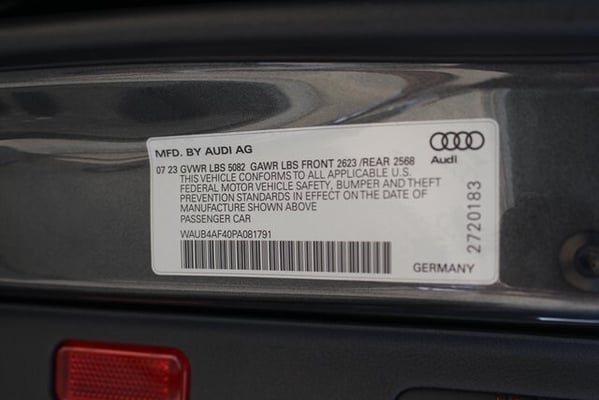 MFD. BY AUDI AG
Audi
07 23 GVWR LBS 5082 GAWR LBS FRONT 2623 /REAR 2568
THIS VEHICLE CONFORMS TO ALL APPLICABLE U.S.
FEDERAL MOTOR VEHICLE SAFETY, BUMPER AND THEFT
PREVENTION STANDARDS IN EFFECT ON THE DATE OF
MANUFACTURE SHOWN ABOVE
PASSENGER CAR
WAUB4AF40PA081791
2720183
GERMANY